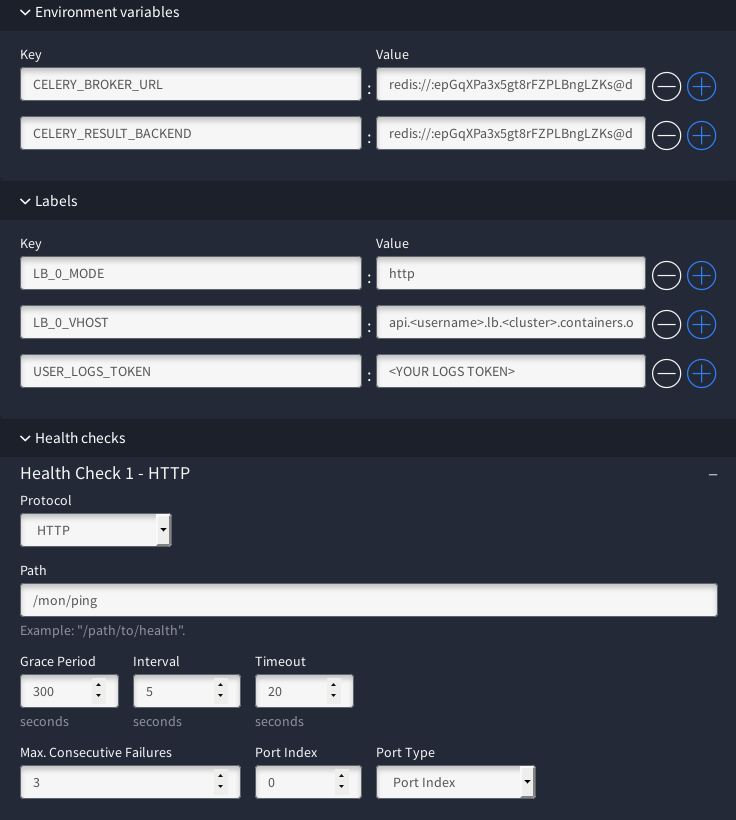 Environment variables
Key Value
CELERY_BROKER_URL : redis://:epGqXPa3x5gt8rFZPLBngLZKs@d
CELERY_RESULT_BACKEND : redis://:epGqXPa3x5gt8rFZPLBngLZKs@d
Labels
Key Value
LB_0_MODE : http
LB_0_VHOST : api.<username>.lb.<cluster>.containers.o
USER_LOGS_TOKEN : <YOUR LOGS TOKEN>
Health checks
Health Check 1 - HTTP
Protocol
HTTP
Path
/mon/ping
Example: "/path/to/health".
Grace Period Interval Timeout
300 5 20
seconds seconds seconds
Max. Consecutive Failures Port Index Port Type
3 0 Port Index